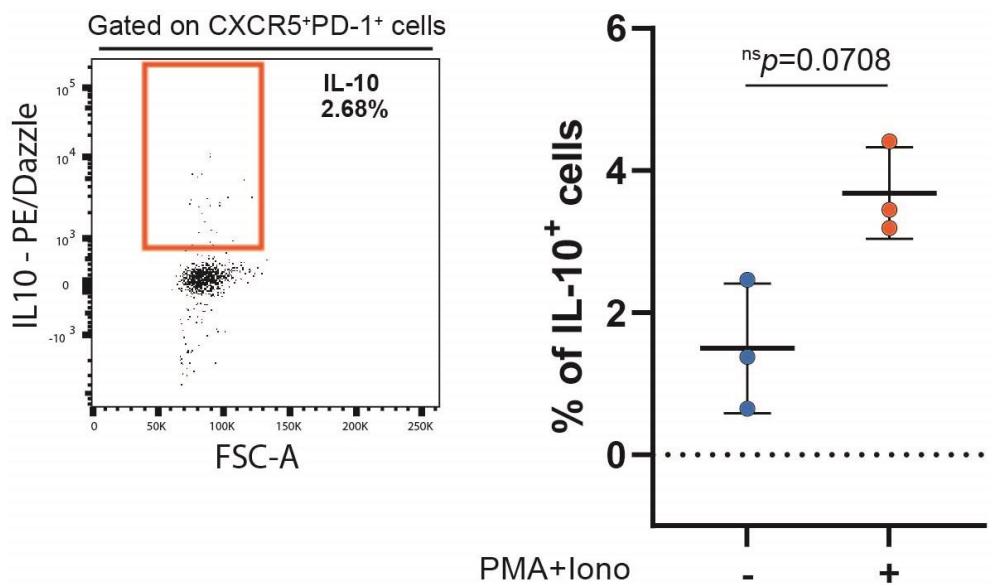 Gated on CXCR5⁺PD-1⁺ cells
IL-10
2.68%
IL10 - PE/Dazzle
10⁵
10⁴
10³
0
-10³
0 50K 100K 150K 200K 250K
FSC-A
% of IL-10⁺ cells
6
4
2
0
ⁿˢp=0.0708
PMA+Iono - +